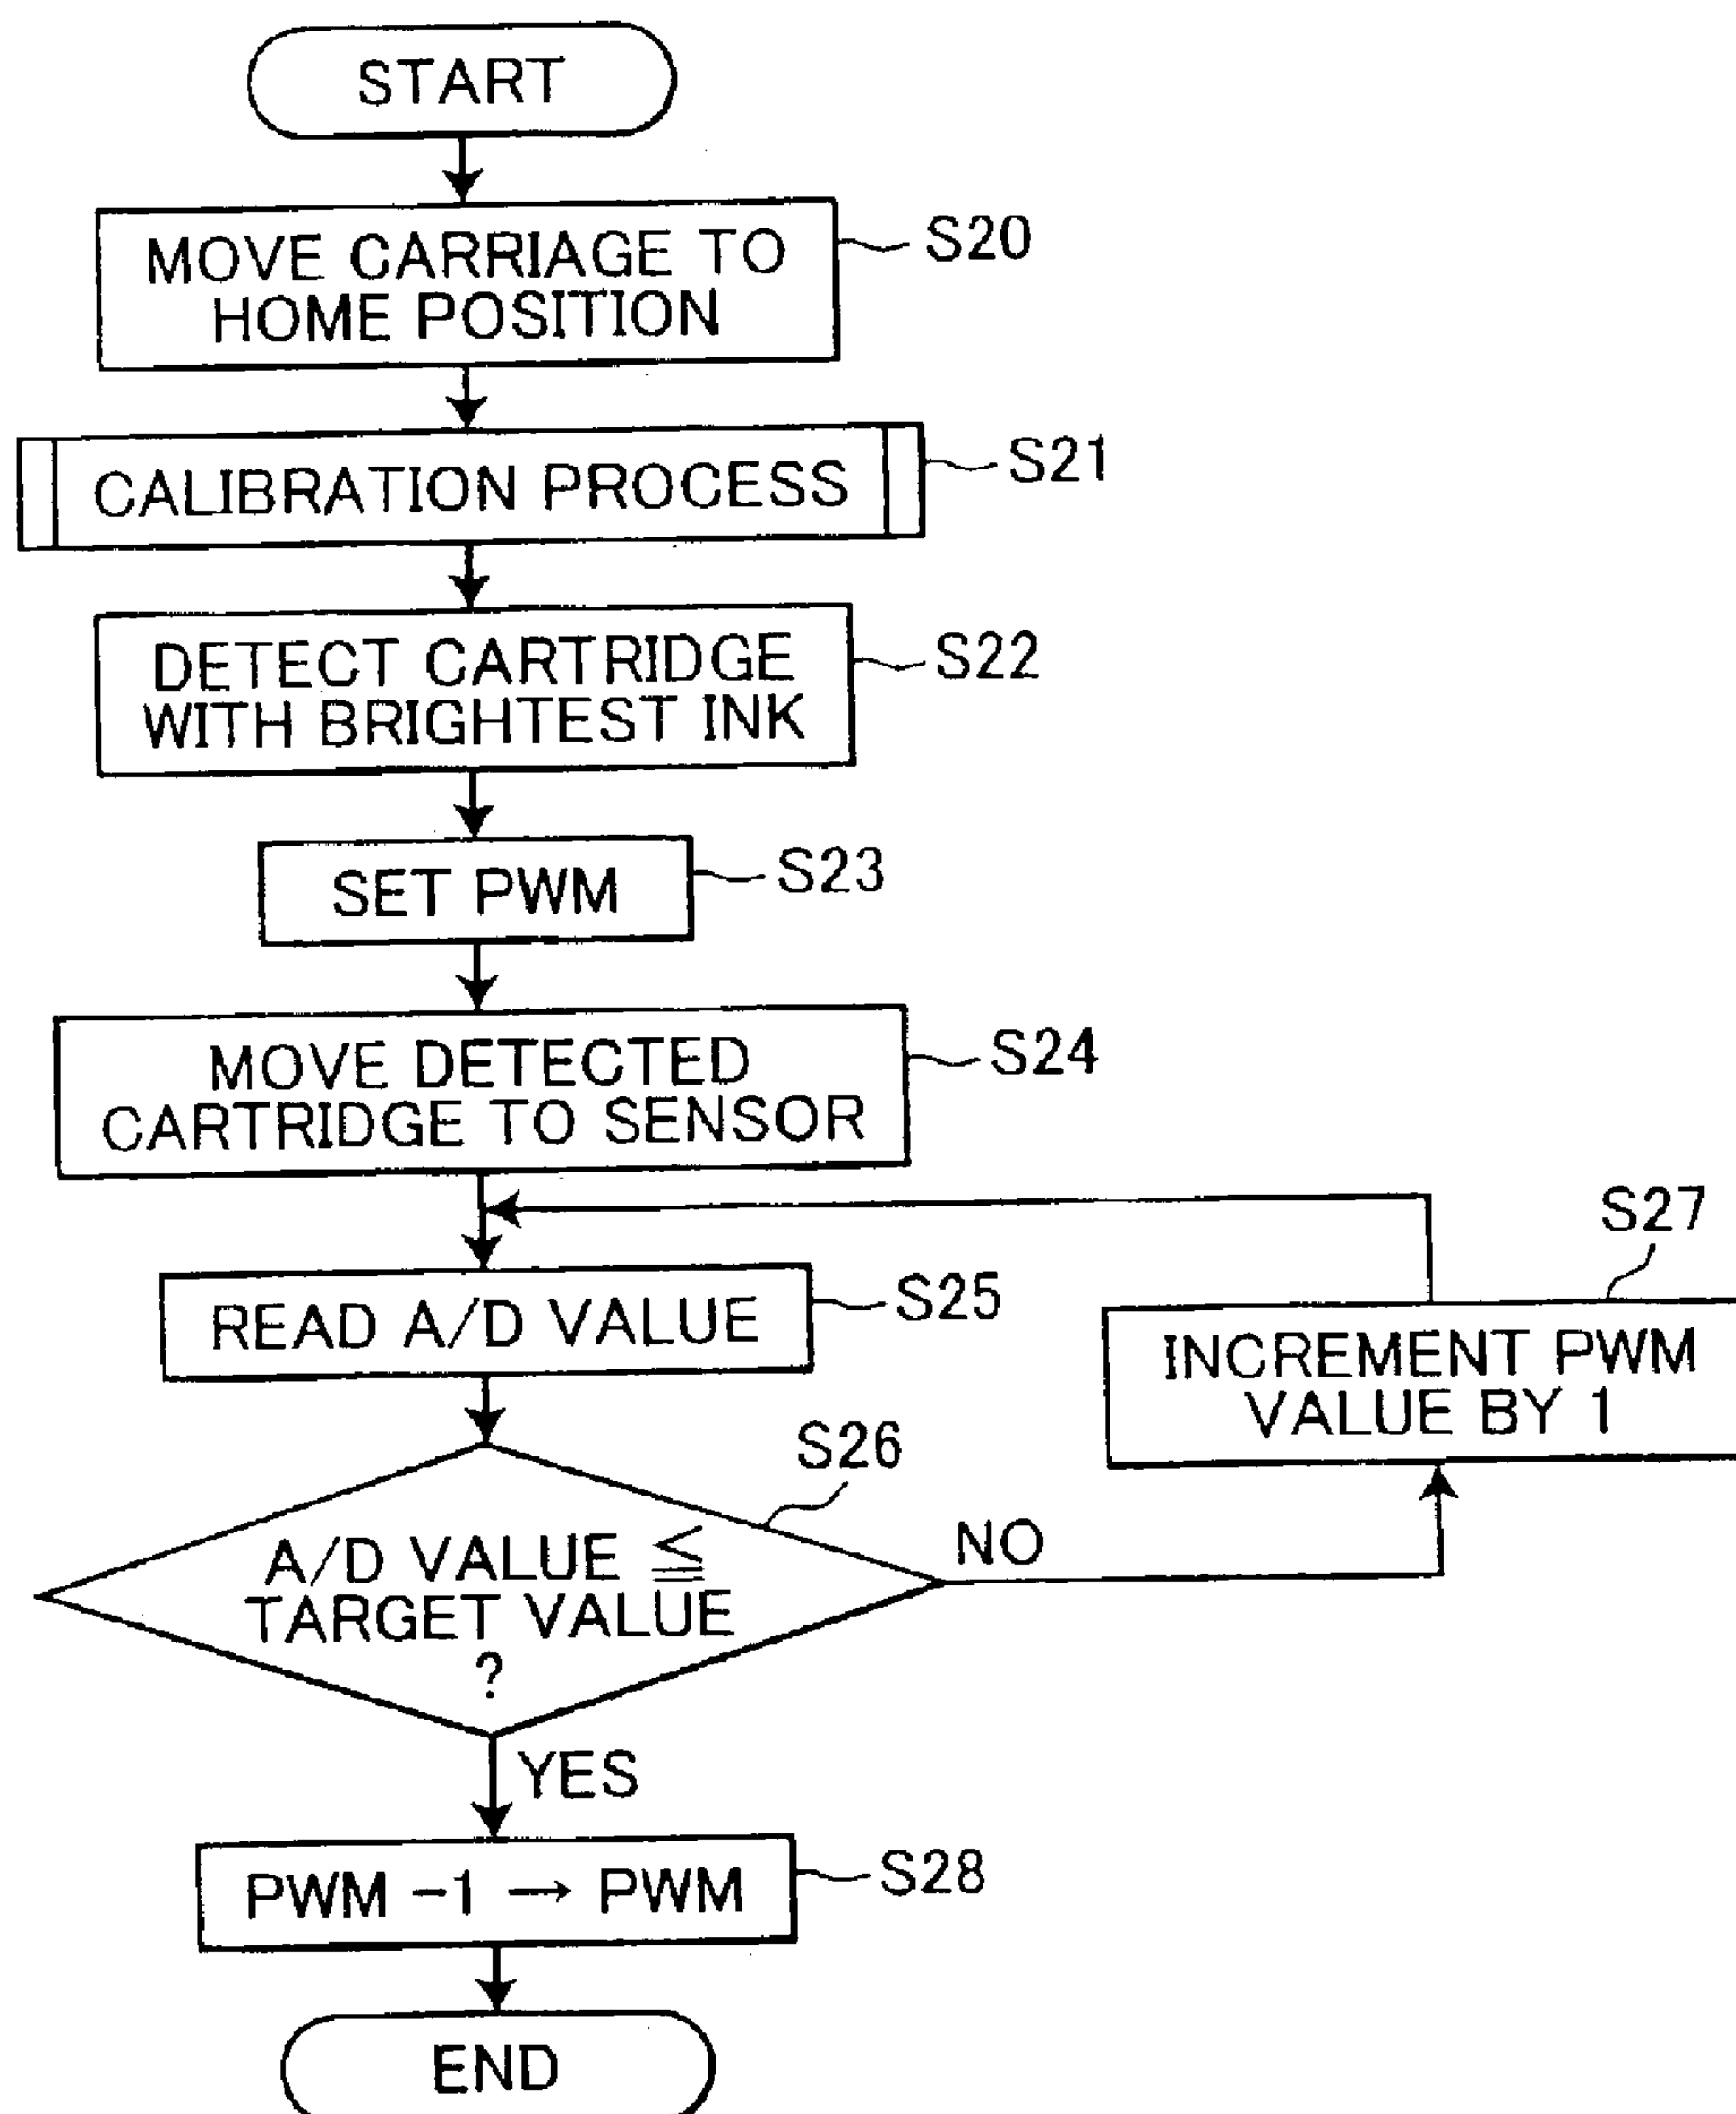 START
MOVE CARRIAGE TO
HOME POSITION
S20
CALIBRATION PROCESS
S21
DETECT CARTRIDGE
WITH BRIGHTEST INK
S22
SET PWM
S23
MOVE DETECTED
CARTRIDGE TO SENSOR
S24
READ A/D VALUE
S25
S27
INCREMENT PWM
VALUE BY 1
S26
A/D VALUE ≦
TARGET VALUE
?
NO
YES
PWM -1 → PWM
S28
END